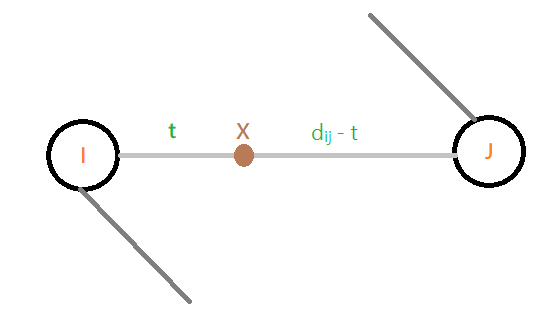 t X dᵢⱼ - t
I J